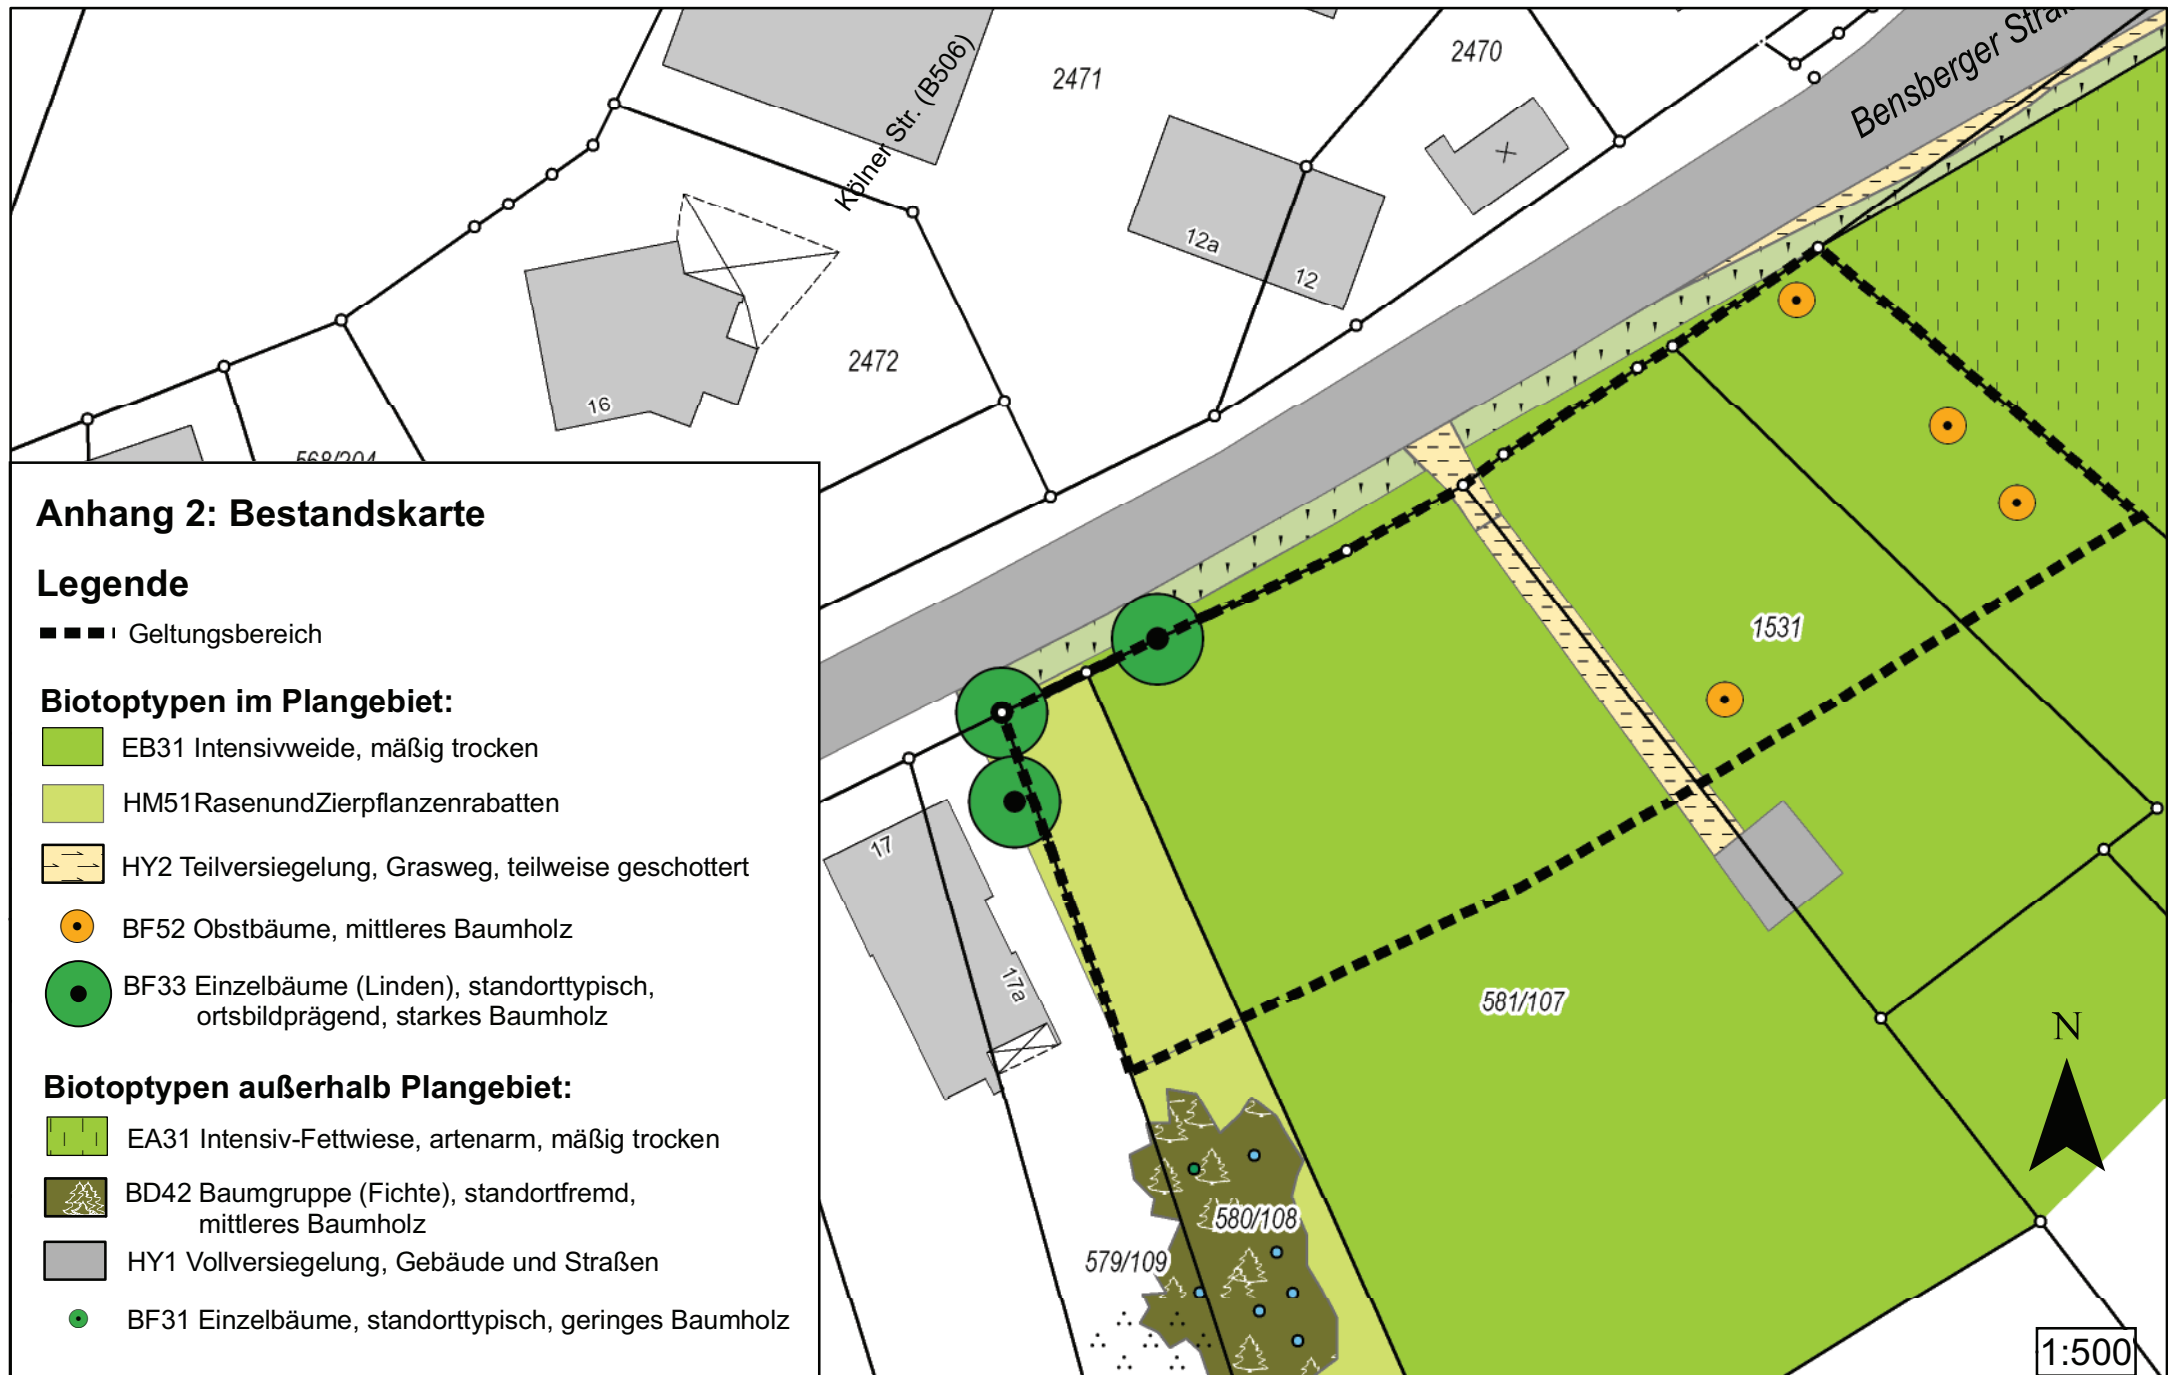 2470
2471
Bensberger
Kölner Str. (B506)
12a
12
2472
16
Anhang 2: Bestandskarte
Legende
Geltungsbereich
Biotoptypen im Plangebiet:
EB31 Intensivweide, mäßig trocken
HM51RasenundZierpflanzenrabatten
HY2 Teilversiegelung, Grasweg, teilweise geschottert
BF52 Obstbäume, mittleres Baumholz
BF33 Einzelbäume (Linden), standorttypisch,
ortsbildprägend, starkes Baumholz
Biotoptypen außerhalb Plangebiet:
EA31 Intensiv-Fettwiese, artenarm, mäßig trocken
BD42 Baumgruppe (Fichte), standortfremd,
mittleres Baumholz
HY1 Vollversiegelung, Gebäude und Straßen
BF31 Einzelbäume, standorttypisch, geringes Baumholz
1531
17
17a
581/107
N
580/108
579/109
1:500